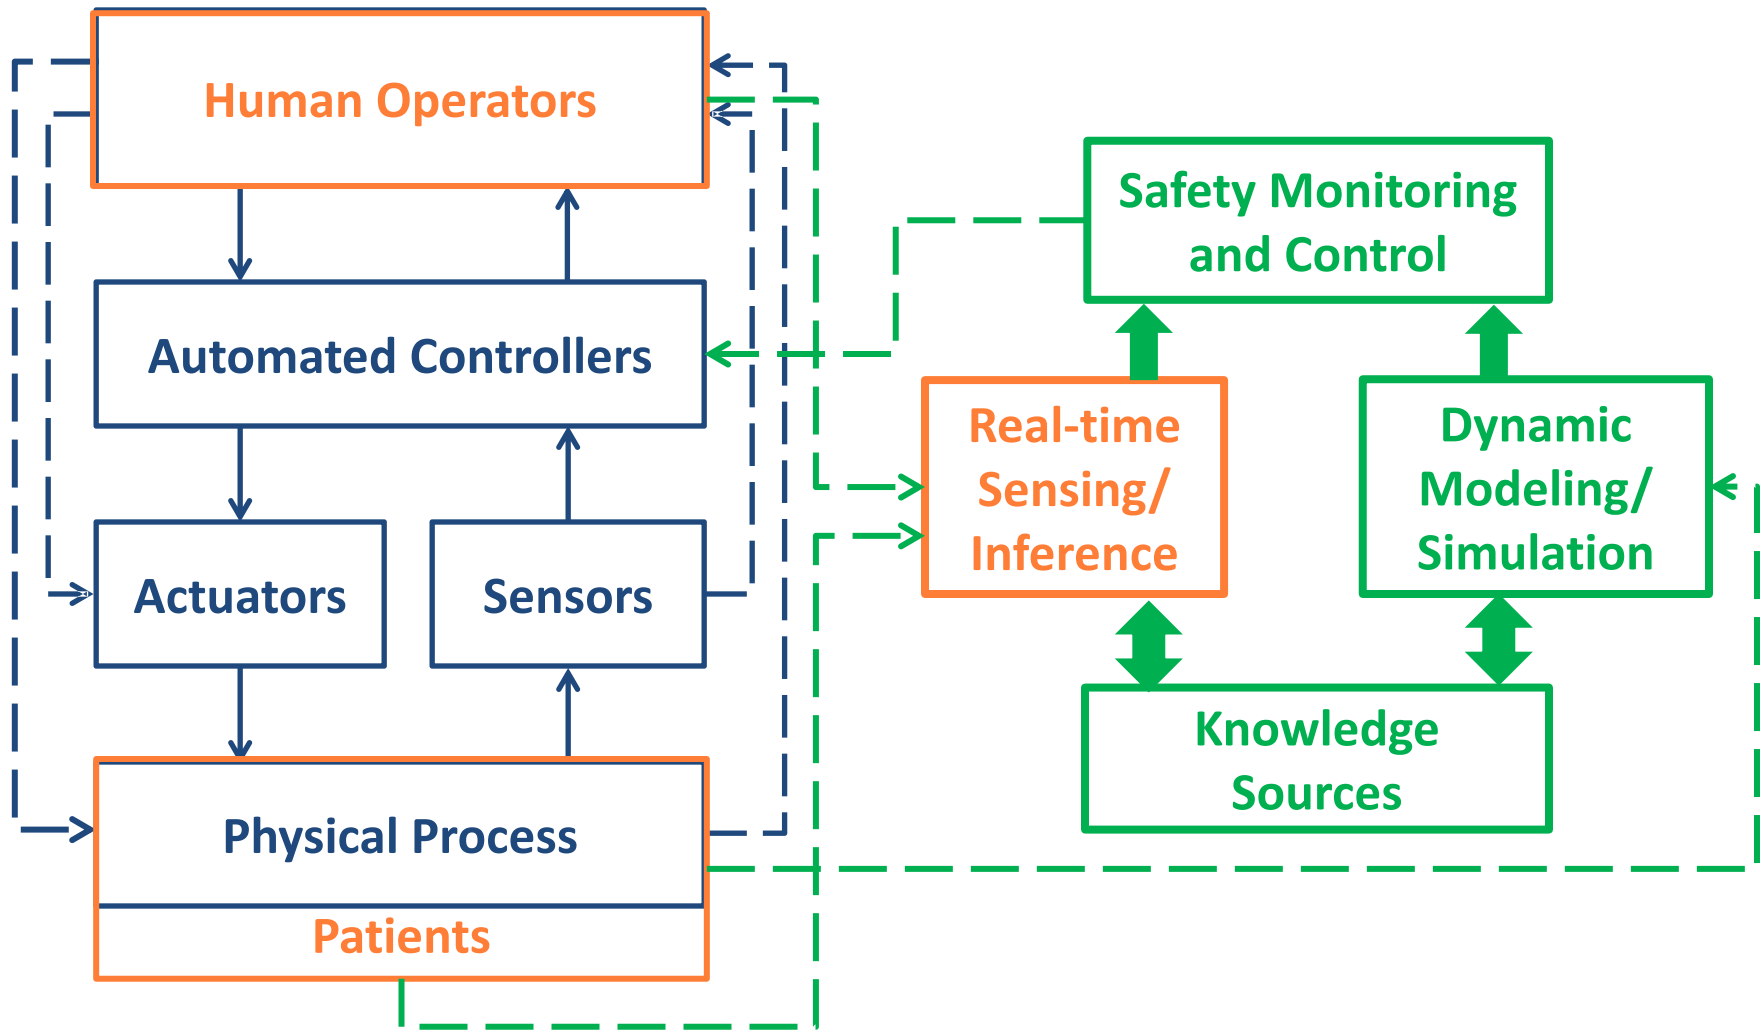 Human Operators
Automated Controllers
Actuators
Sensors
Physical Process
Patients
Safety Monitoring
and Control
Real-time
Sensing/
Inference
Dynamic
Modeling/
Simulation
Knowledge
Sources